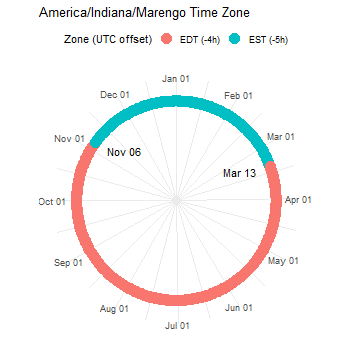 America/Indiana/Marengo Time Zone
Zone (UTC offset) EDT (-4h) EST (-5h)
Jan 01
Dec 01
Feb 01
Nov 01
Mar 01
Nov 06
Mar 13
Oct 01
Apr 01
Sep 01
May 01
Aug 01
Jun 01
Jul 01